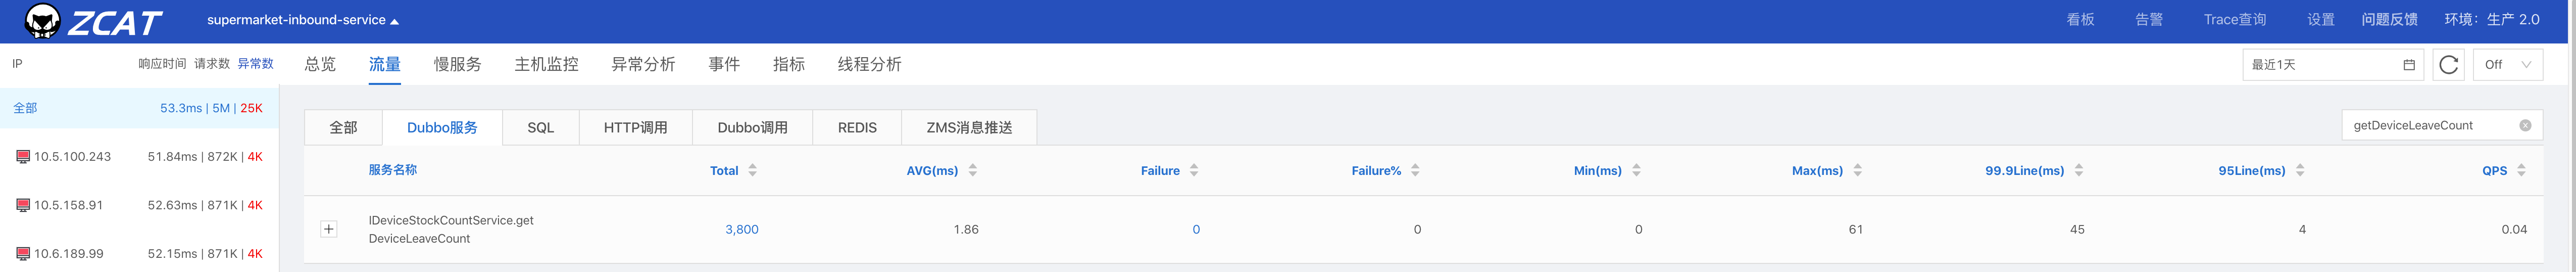 ZCAT
supermarket-inbound-service
看板 告警 Trace查询 设置 问题反馈 环境：生产 2.0
IP 响应时间 请求数 异常数
总览 流量 慢服务 主机监控 异常分析 事件 指标 线程分析
最近1天 Off
全部 53.3ms | 5M | 25K
全部 Dubbo服务 SQL HTTP调用 Dubbo调用 REDIS ZMS消息推送
getDeviceLeaveCount
10.5.100.243 51.84ms | 872K | 4K
服务名称 Total AVG(ms) Failure Failure% Min(ms) Max(ms) 99.9Line(ms) 95Line(ms) QPS
10.5.158.91 52.63ms | 871K | 4K
IDeviceStockCountService.get
DeviceLeaveCount
3,800 1.86 0 0 0 61 45 4 0.04
10.6.189.99 52.15ms | 871K | 4K